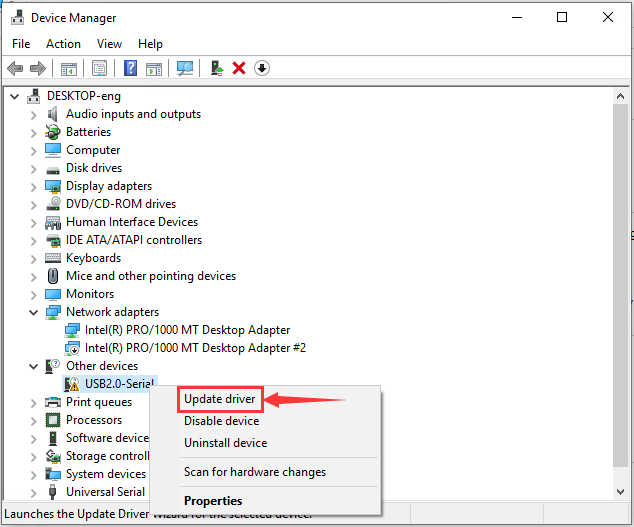 Device Manager
File Action View Help
DESKTOP-eng
Audio inputs and outputs
Batteries
Computer
Disk drives
Display adapters
DVD/CD-ROM drives
Human Interface Devices
IDE ATA/ATAPI controllers
Keyboards
Mice and other pointing devices
Monitors
Network adapters
Intel(R) PRO/1000 MT Desktop Adapter
Intel(R) PRO/1000 MT Desktop Adapter #2
Other devices
USB2.0-Serial
Update driver
Print queues
Disable device
Processors
Uninstall device
Software device
Storage controll
Scan for hardware changes
System devices
Universal Serial
Properties
Launches the Update Driver Wizard for the selected device.